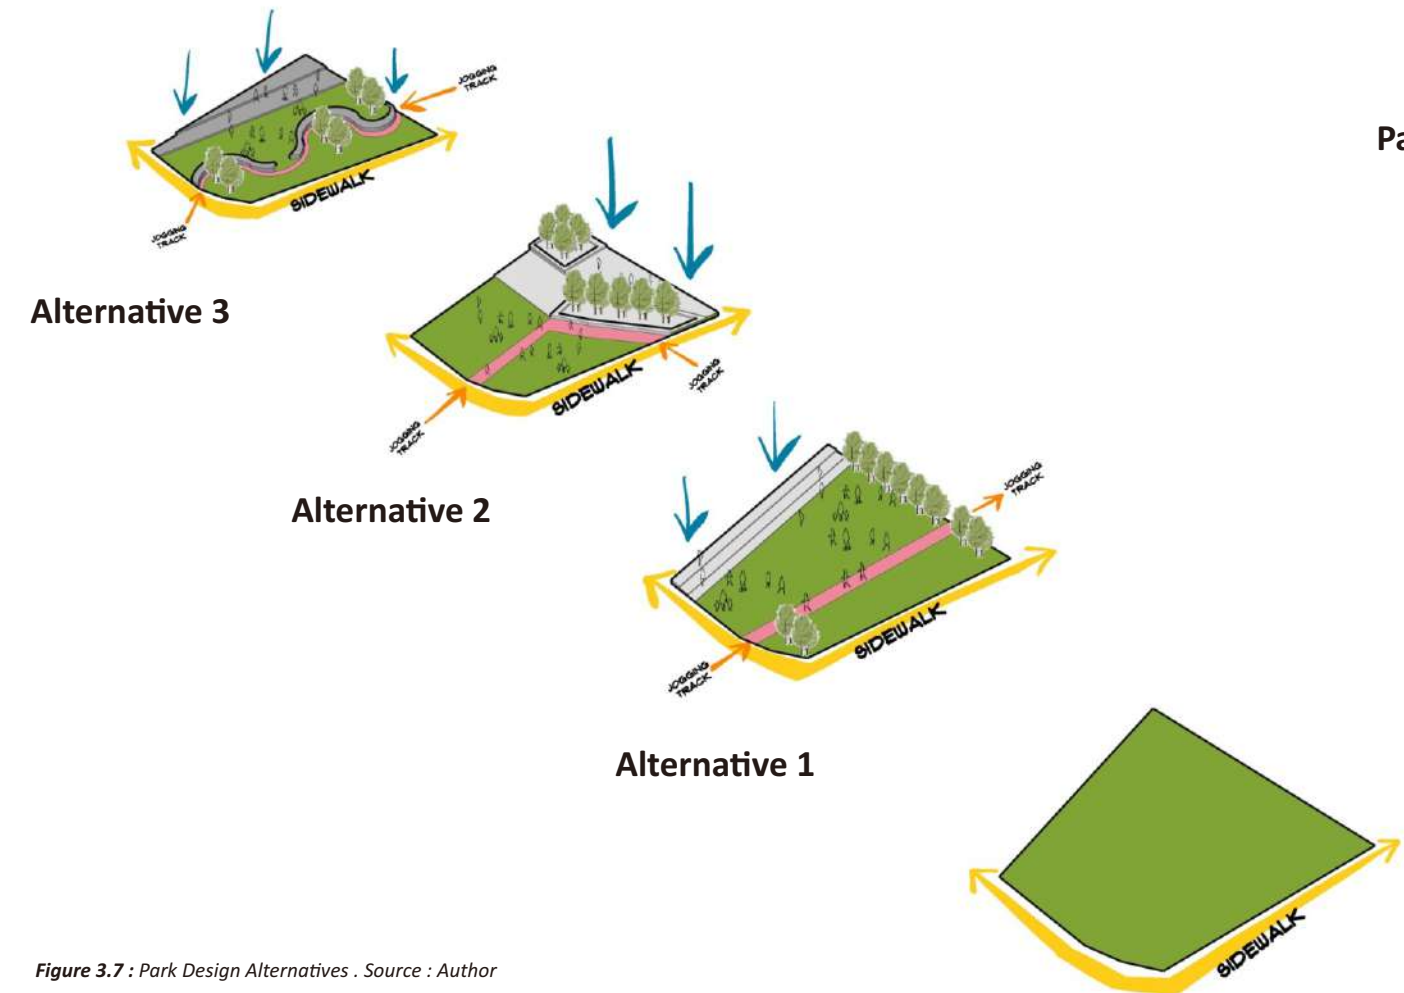 JOGGING
TRACK
Pa
SIDEWALK
JOGGING
TRACK
Alternative 3
JOGGING
TRACK
SIDEWALK
JOGGING
TRACK
Alternative 2
JOGGING
TRACK
SIDEWALK
JOGGING
TRACK
Alternative 1
SIDEWALK
Figure 3.7 : Park Design Alternatives . Source : Author